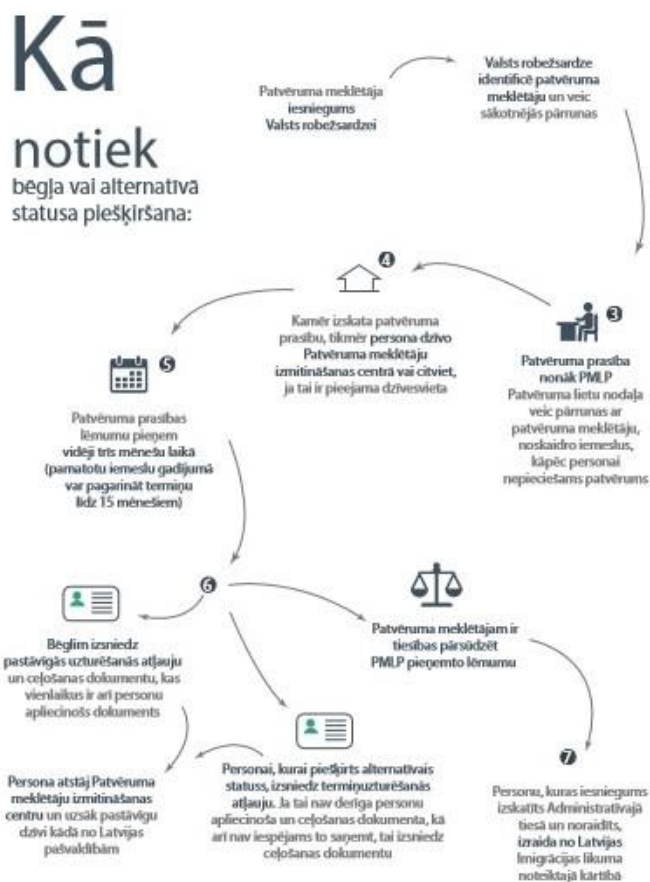 Kā
notiek
bēgļa vai alternatīvā
statusa piešķiršana:
Patvēruma meklētāja
iesniegums
Valsts robežsardzei
Valsts robežsardze
identificē patvēruma
meklētāju un veic
sākotnējās pārrunas
3
Patvēruma prasība
nonāk PMLP
Patvēruma lietu nodaļa
veic pārrunas ar
patvēruma meklētāju,
noskaidro iemeslus,
kāpēc personai
nepieciešams patvērums
4
Kamēr izskata patvēruma
prasību, tikmēr persona dzīvo
Patvēruma meklētāju
izmitināšanas centrā vai citviet,
ja tai ir pieejama dzīvesvieta
5
Patvēruma prasības
lēmumu pieņem
vidēji trīs mēnešu laikā
(pamatotu iemeslu gadījumā
var pagarināt termiņu
līdz 15 mēnešiem)
6
Bēglim izsniedz
pastāvīgās uzturēšanās atļauju
un ceļošanas dokumentu, kas
vienlaikus ir arī personu
apliecinošs dokuments
Persona atstāj Patvēruma
meklētāju izmitināšanas
centru un uzsāk pastāvīgu
dzīvi kādā no Latvijas
pašvaldībām
Personai, kurai piešķirts alternatīvais
statuss, izsniedz termiņuzturēšanās
atļauju. Ja tai nav derīga personu
apliecinoša un ceļošanas dokumenta, kā
arī nav iespējams to saņemt, tai izsniedz
ceļošanas dokumentu
Patvēruma meklētājam ir
tiesības pārsūdzēt
PMLP pieņemto lēmumu
7
Personu, kuras iesniegums
izskatīts Administratīvajā
tiesā un noraidīts,
izraida no Latvijas
Imigrācijas likuma
noteiktajā kārtībā